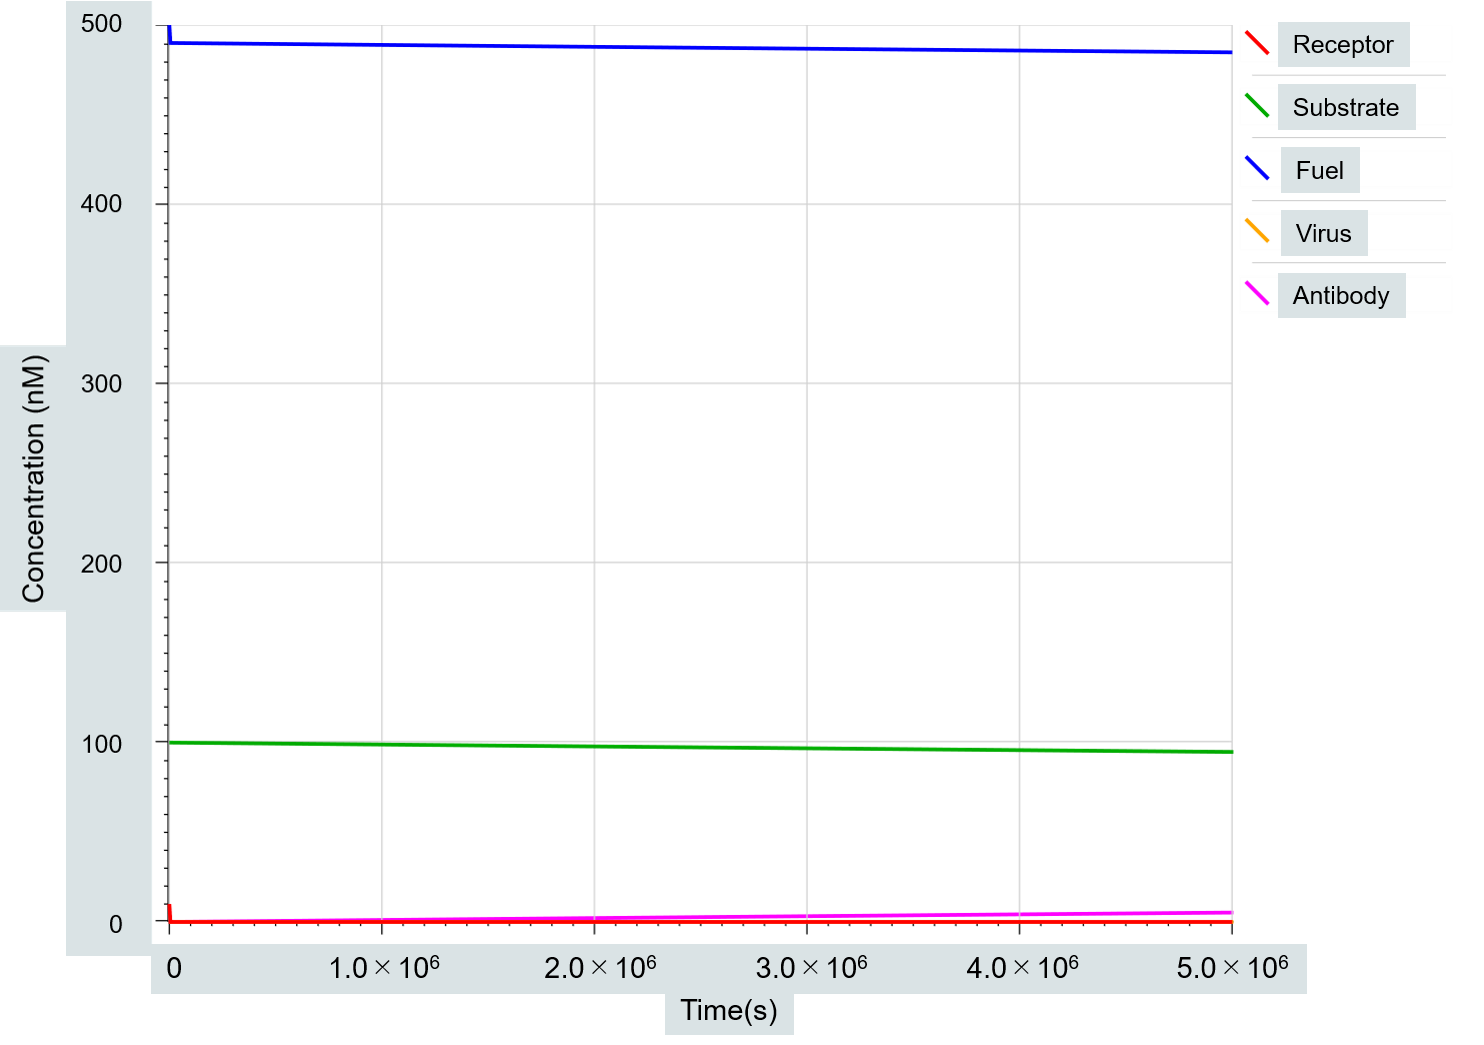 500
400
300
200
100
0
Concentration (nM)
0
1.0×10⁶
2.0×10⁶
3.0×10⁶
4.0×10⁶
5.0×10⁶
Time(s)
Receptor
Substrate
Fuel
Virus
Antibody